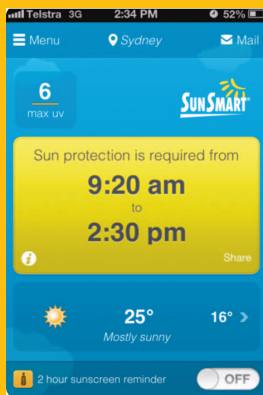 Telstra 3G 2:34 PM 52%
Menu Sydney Mail
6
max uv
SunSmart
Sun protection is required from
9:20 am
to
2:30 pm
i Share
25° 16° >
Mostly sunny
2 hour sunscreen reminder OFF